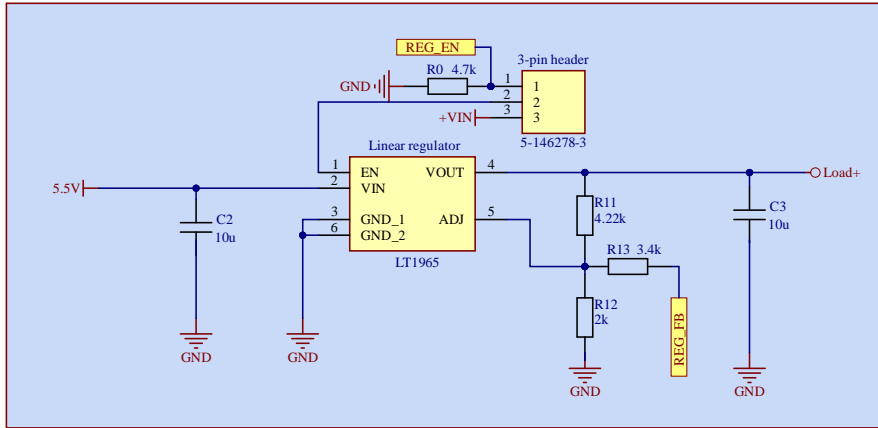 REG_EN
3-pin header
R0 4.7k
GND
1
1
2
2
+VIN
3
3
5-146278-3
Linear regulator
1
EN
VOUT
4
Load+
5.5V
2
VIN
R11
4.22k
C2
10u
3
GND_1
ADJ
5
C3
10u
6
GND_2
R13 3.4k
LT1965
R12
2k
REG_FB
GND
GND
GND
GND